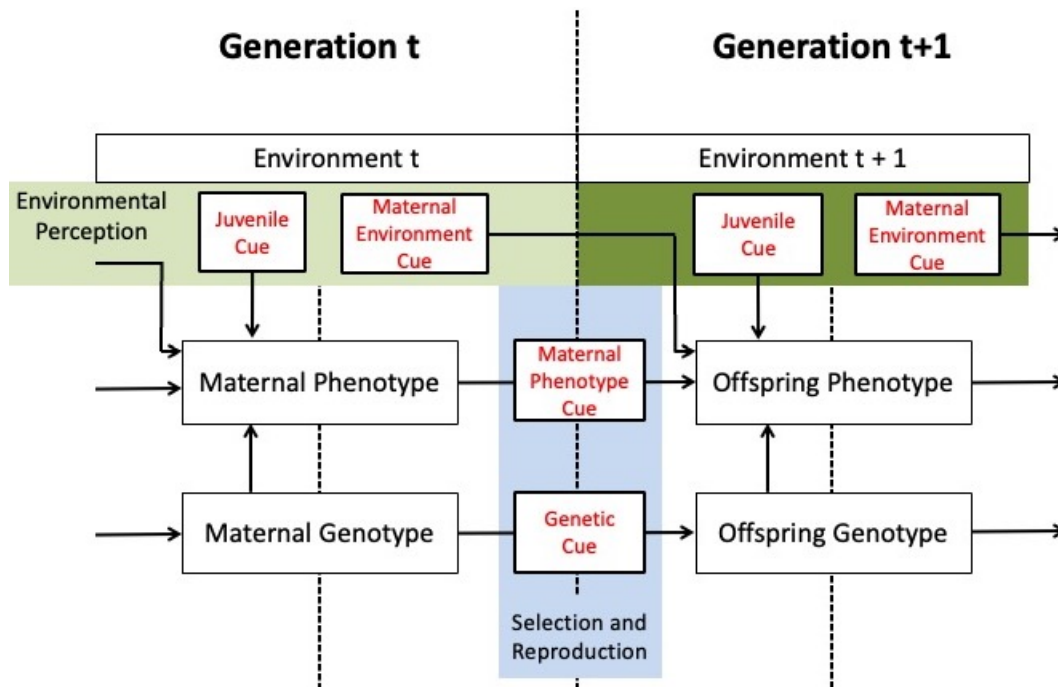 Generation t
Generation t+1
Environment t
Environment t + 1
Environmental
Perception
Juvenile
Cue
Maternal
Environment
Cue
Juvenile
Cue
Maternal
Environment
Cue
Maternal Phenotype
Maternal
Phenotype
Cue
Offspring Phenotype
Maternal Genotype
Genetic
Cue
Offspring Genotype
Selection and
Reproduction